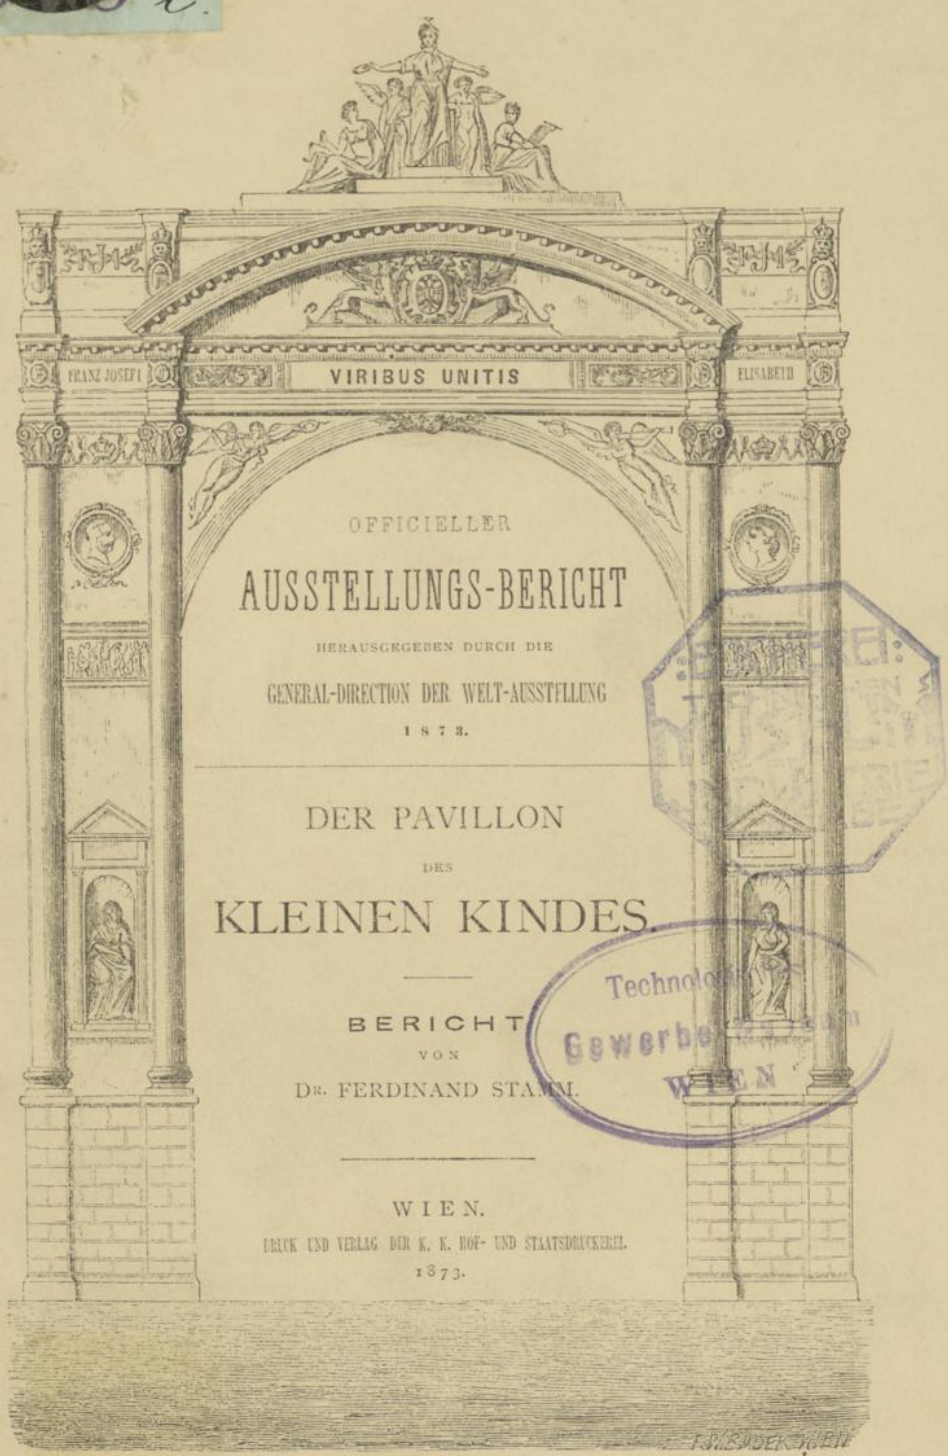 FRANZ JOSEF I
VIRIBUS UNITIS
ELISABETH
OFFICIELLER
AUSSTELLUNGS-BERICHT
HERAUSGEGEBEN DURCH DIE
GENERAL-DIRECTION DER WELT-AUSSTELLUNG
1873.
DER PAVILLON
DES
KLEINEN KINDES.
BERICHT
VON
DR. FERDINAND STAMM.
WIEN.
DRUCK UND VERLAG DER K. K. HOF- UND STAATSDRUCKEREI.
1873.
Gewerbe
WIEN